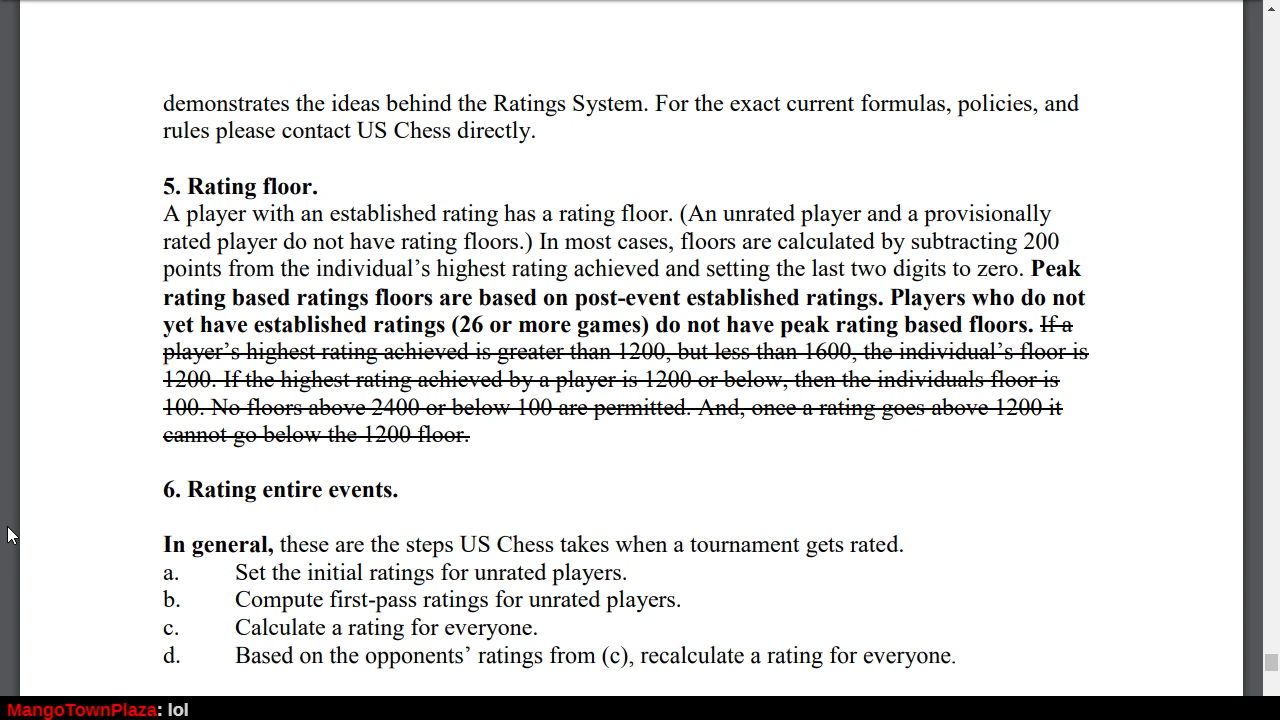 demonstrates the ideas behind the Ratings System. For the exact current formulas, policies, and
rules please contact US Chess directly.
5. Rating floor.
A player with an established rating has a rating floor. (An unrated player and a provisionally
rated player do not have rating floors.) In most cases, floors are calculated by subtracting 200
points from the individual’s highest rating achieved and setting the last two digits to zero. Peak
rating based ratings floors are based on post-event established ratings. Players who do not
yet have established ratings (26 or more games) do not have peak rating based floors. If a
player’s highest rating achieved is greater than 1200, but less than 1600, the individual’s floor is
1200. If the highest rating achieved by a player is 1200 or below, then the individuals floor is
100. No floors above 2400 or below 100 are permitted. And, once a rating goes above 1200 it
cannot go below the 1200 floor.
6. Rating entire events.
In general, these are the steps US Chess takes when a tournament gets rated.
a. Set the initial ratings for unrated players.
b. Compute first-pass ratings for unrated players.
c. Calculate a rating for everyone.
d. Based on the opponents’ ratings from (c), recalculate a rating for everyone.
MangoTownPlaza: lol